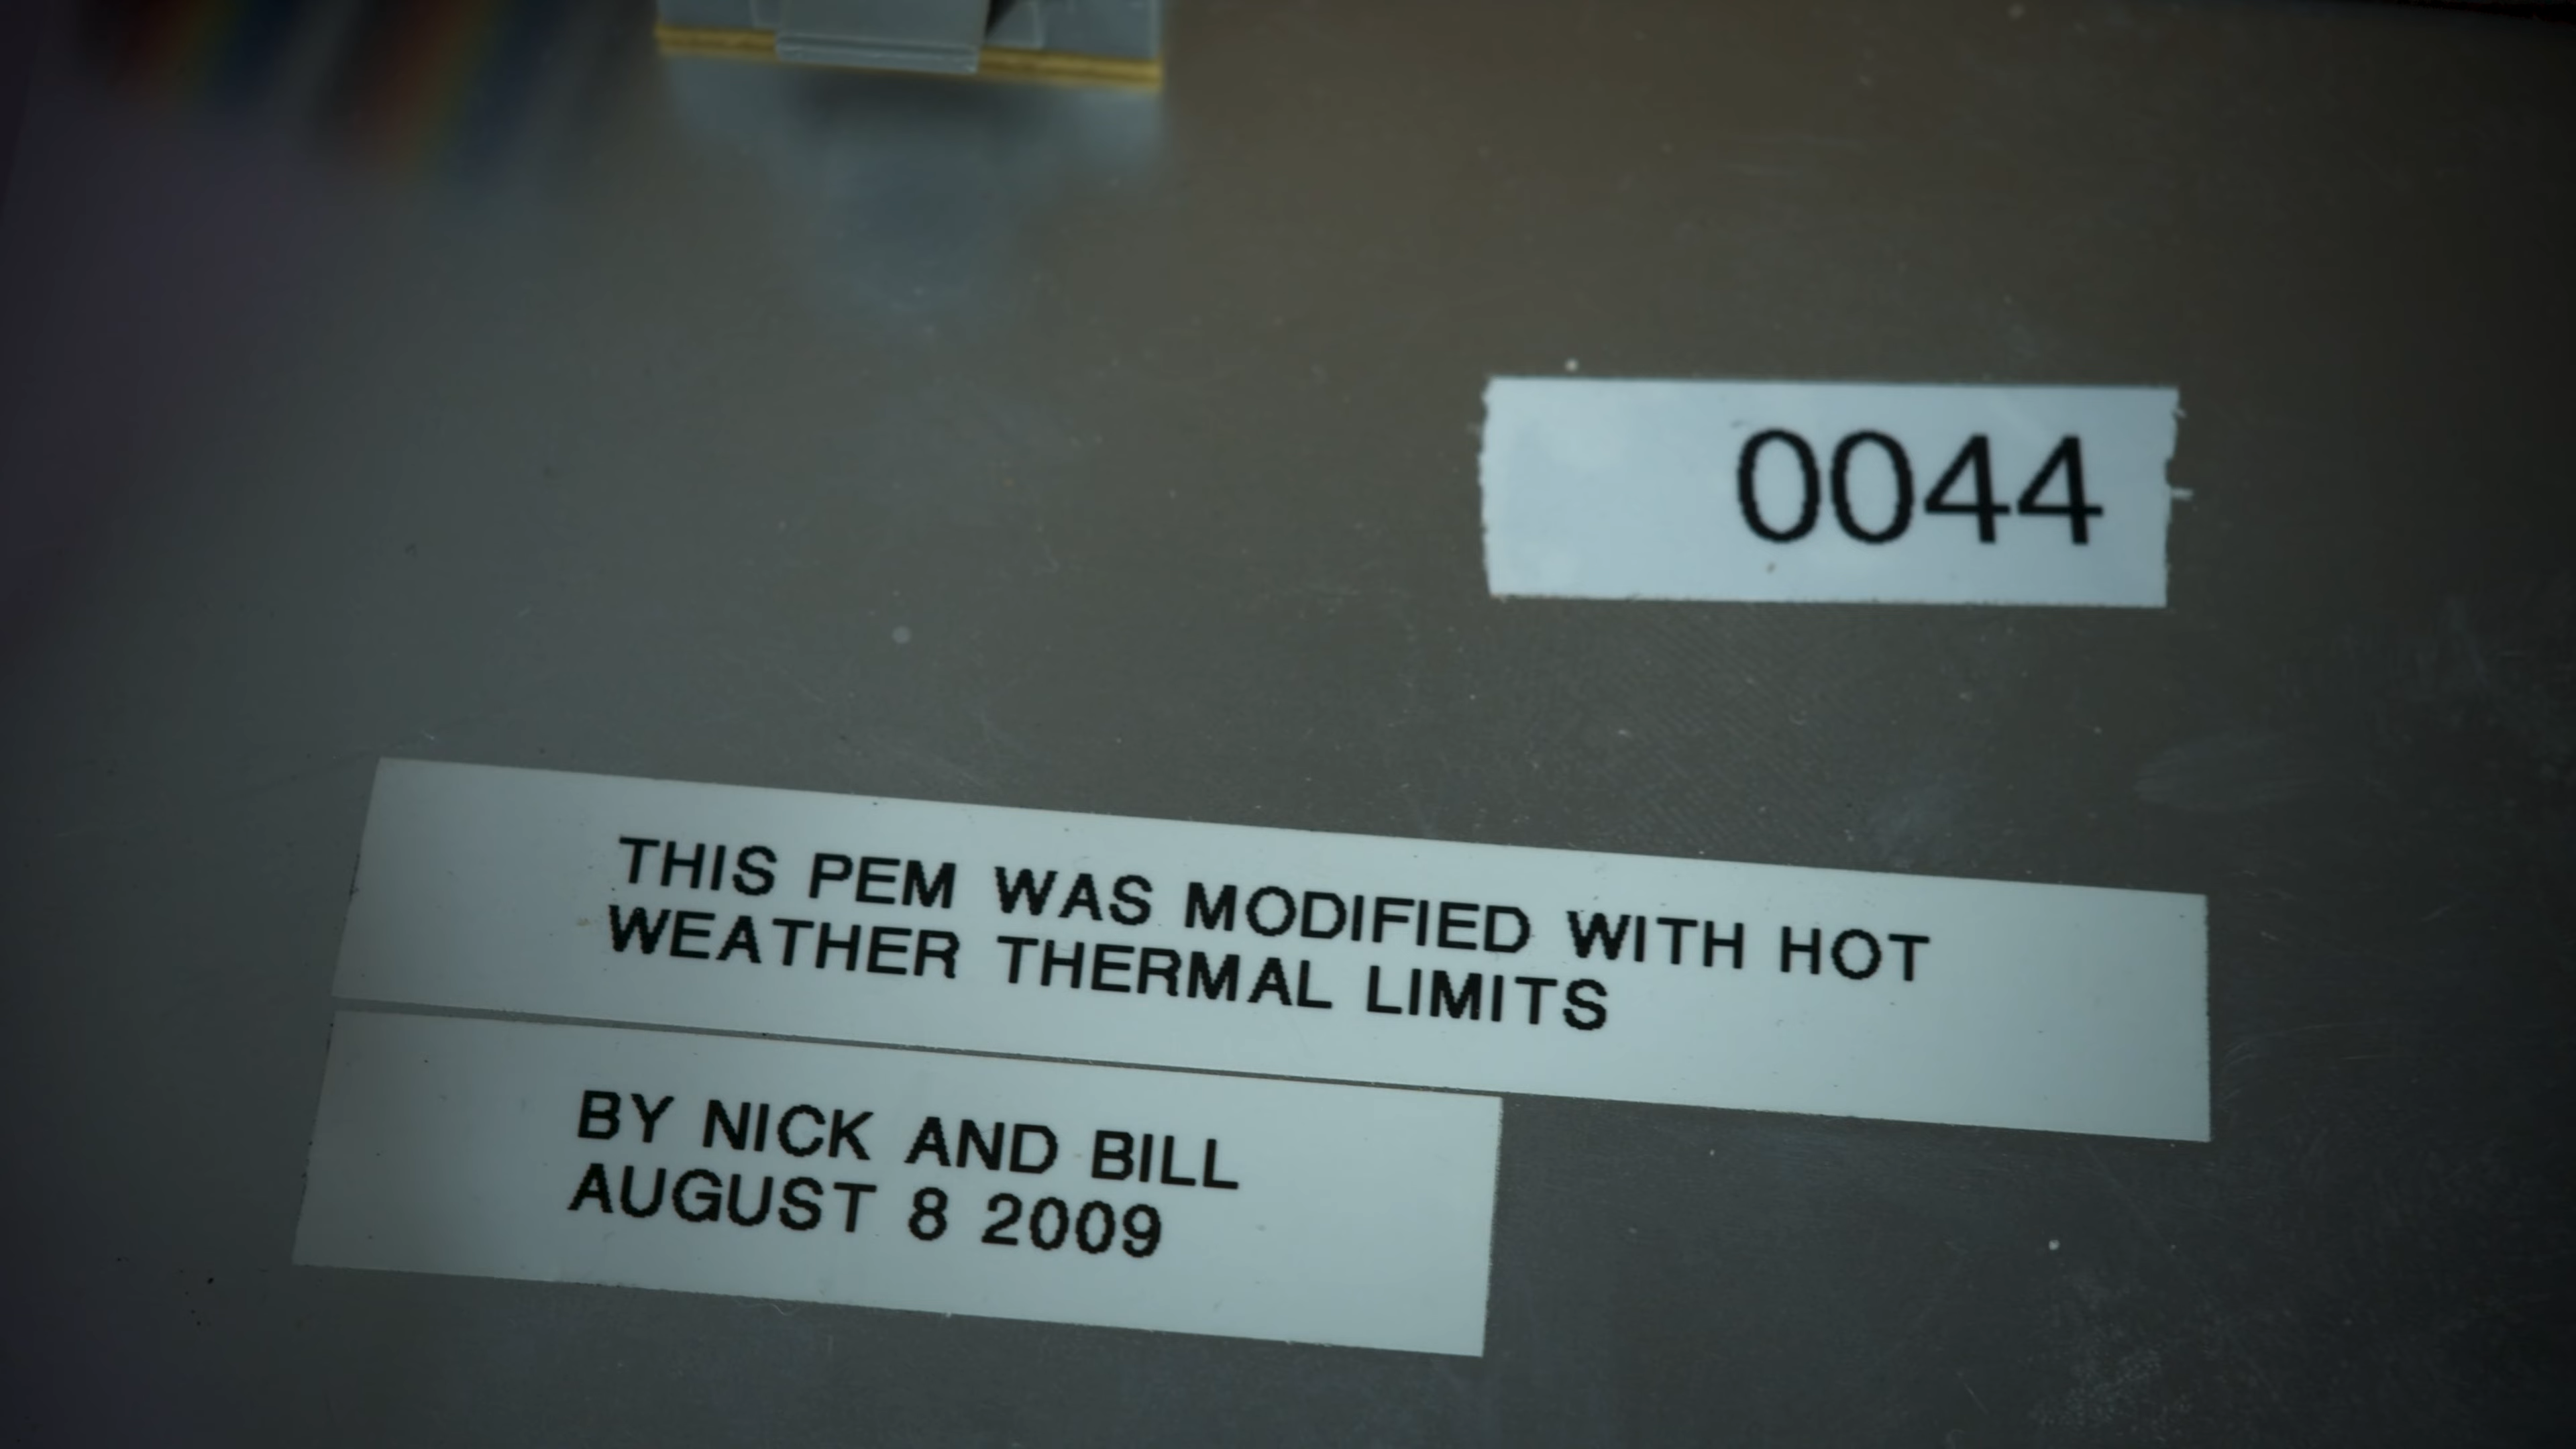 0044
THIS PEM WAS MODIFIED WITH HOT
WEATHER THERMAL LIMITS
BY NICK AND BILL
AUGUST 8 2009